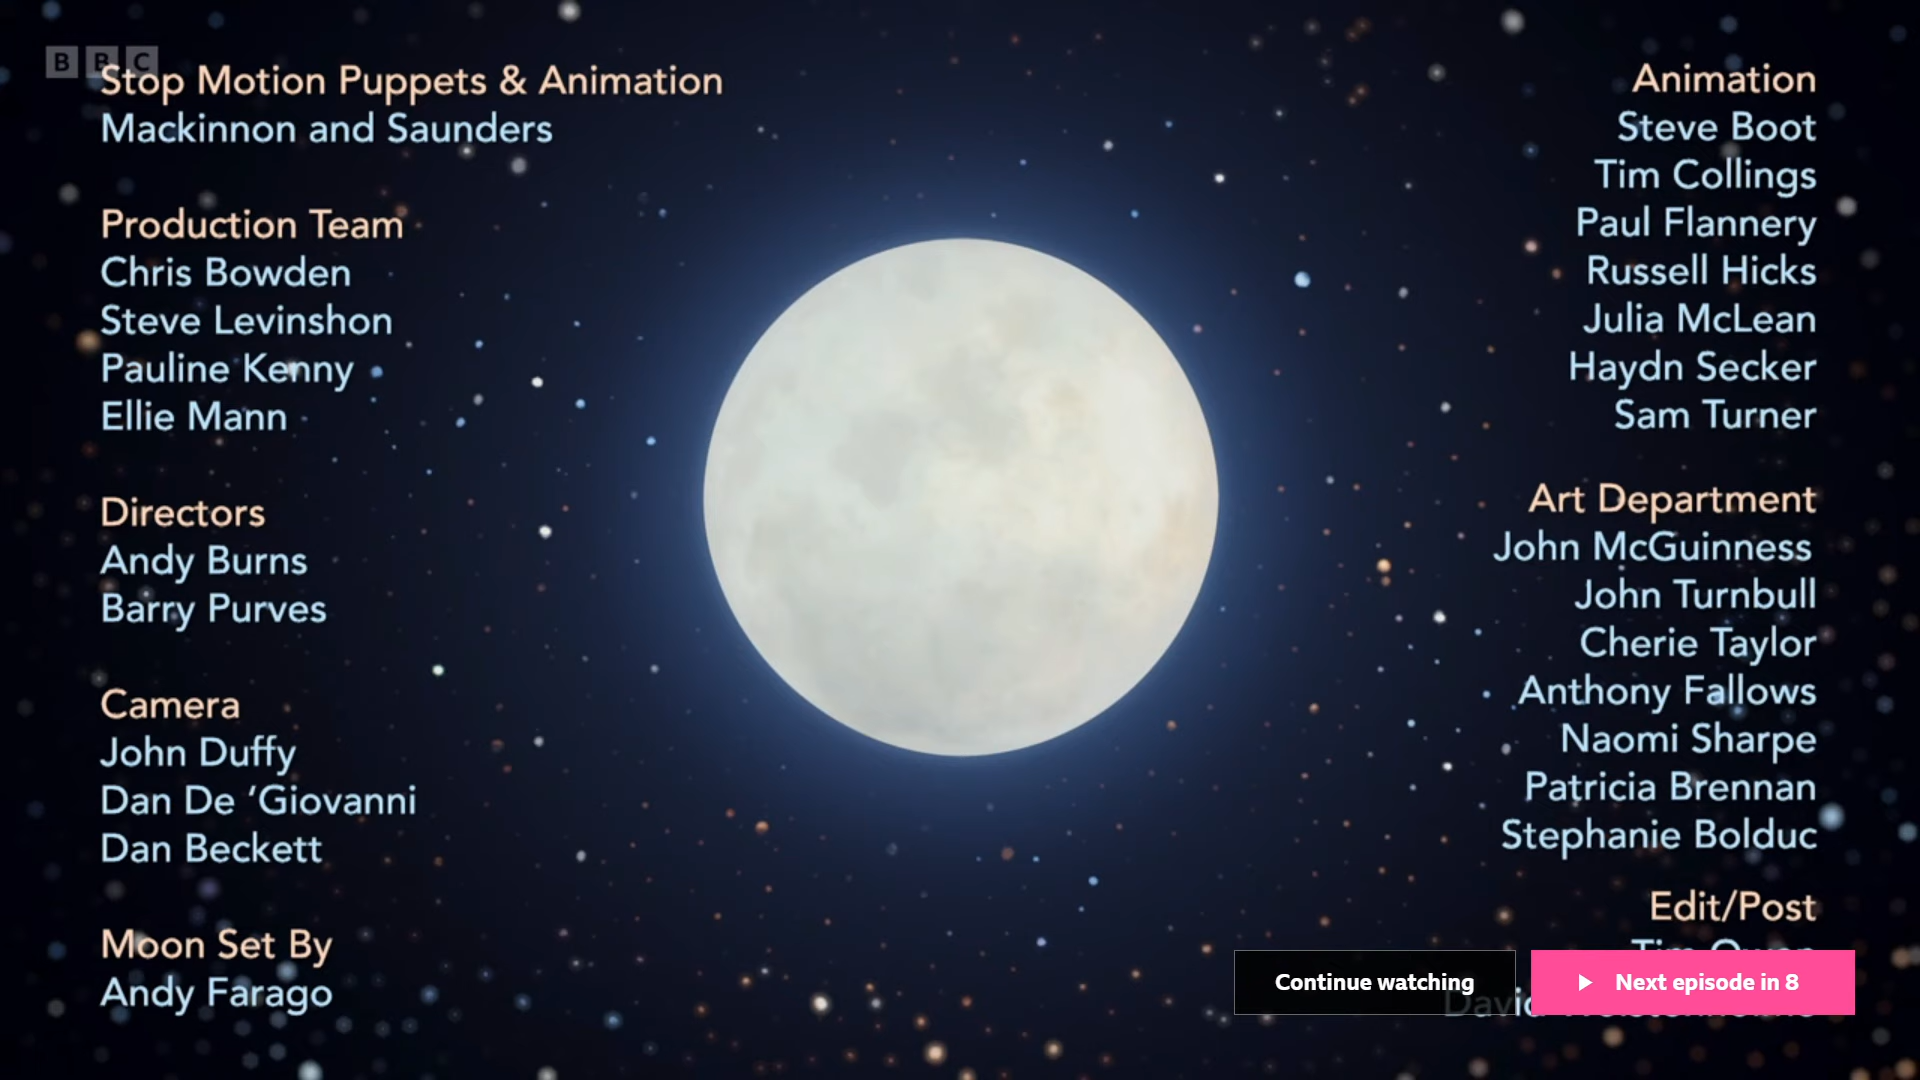 BBC
Stop Motion Puppets & Animation
Mackinnon and Saunders
Production Team
Chris Bowden
Steve Levinshon
Pauline Kenny
Ellie Mann
Directors
Andy Burns
Barry Purves
Camera
John Duffy
Dan De ‘Giovanni
Dan Beckett
Moon Set By
Andy Farago
Animation
Steve Boot
Tim Collings
Paul Flannery
Russell Hicks
Julia McLean
Haydn Secker
Sam Turner
Art Department
John McGuinness
John Turnbull
Cherie Taylor
Anthony Fallows
Naomi Sharpe
Patricia Brennan
Stephanie Bolduc
Edit/Post
Tim
David
Continue watching
Next episode in 8